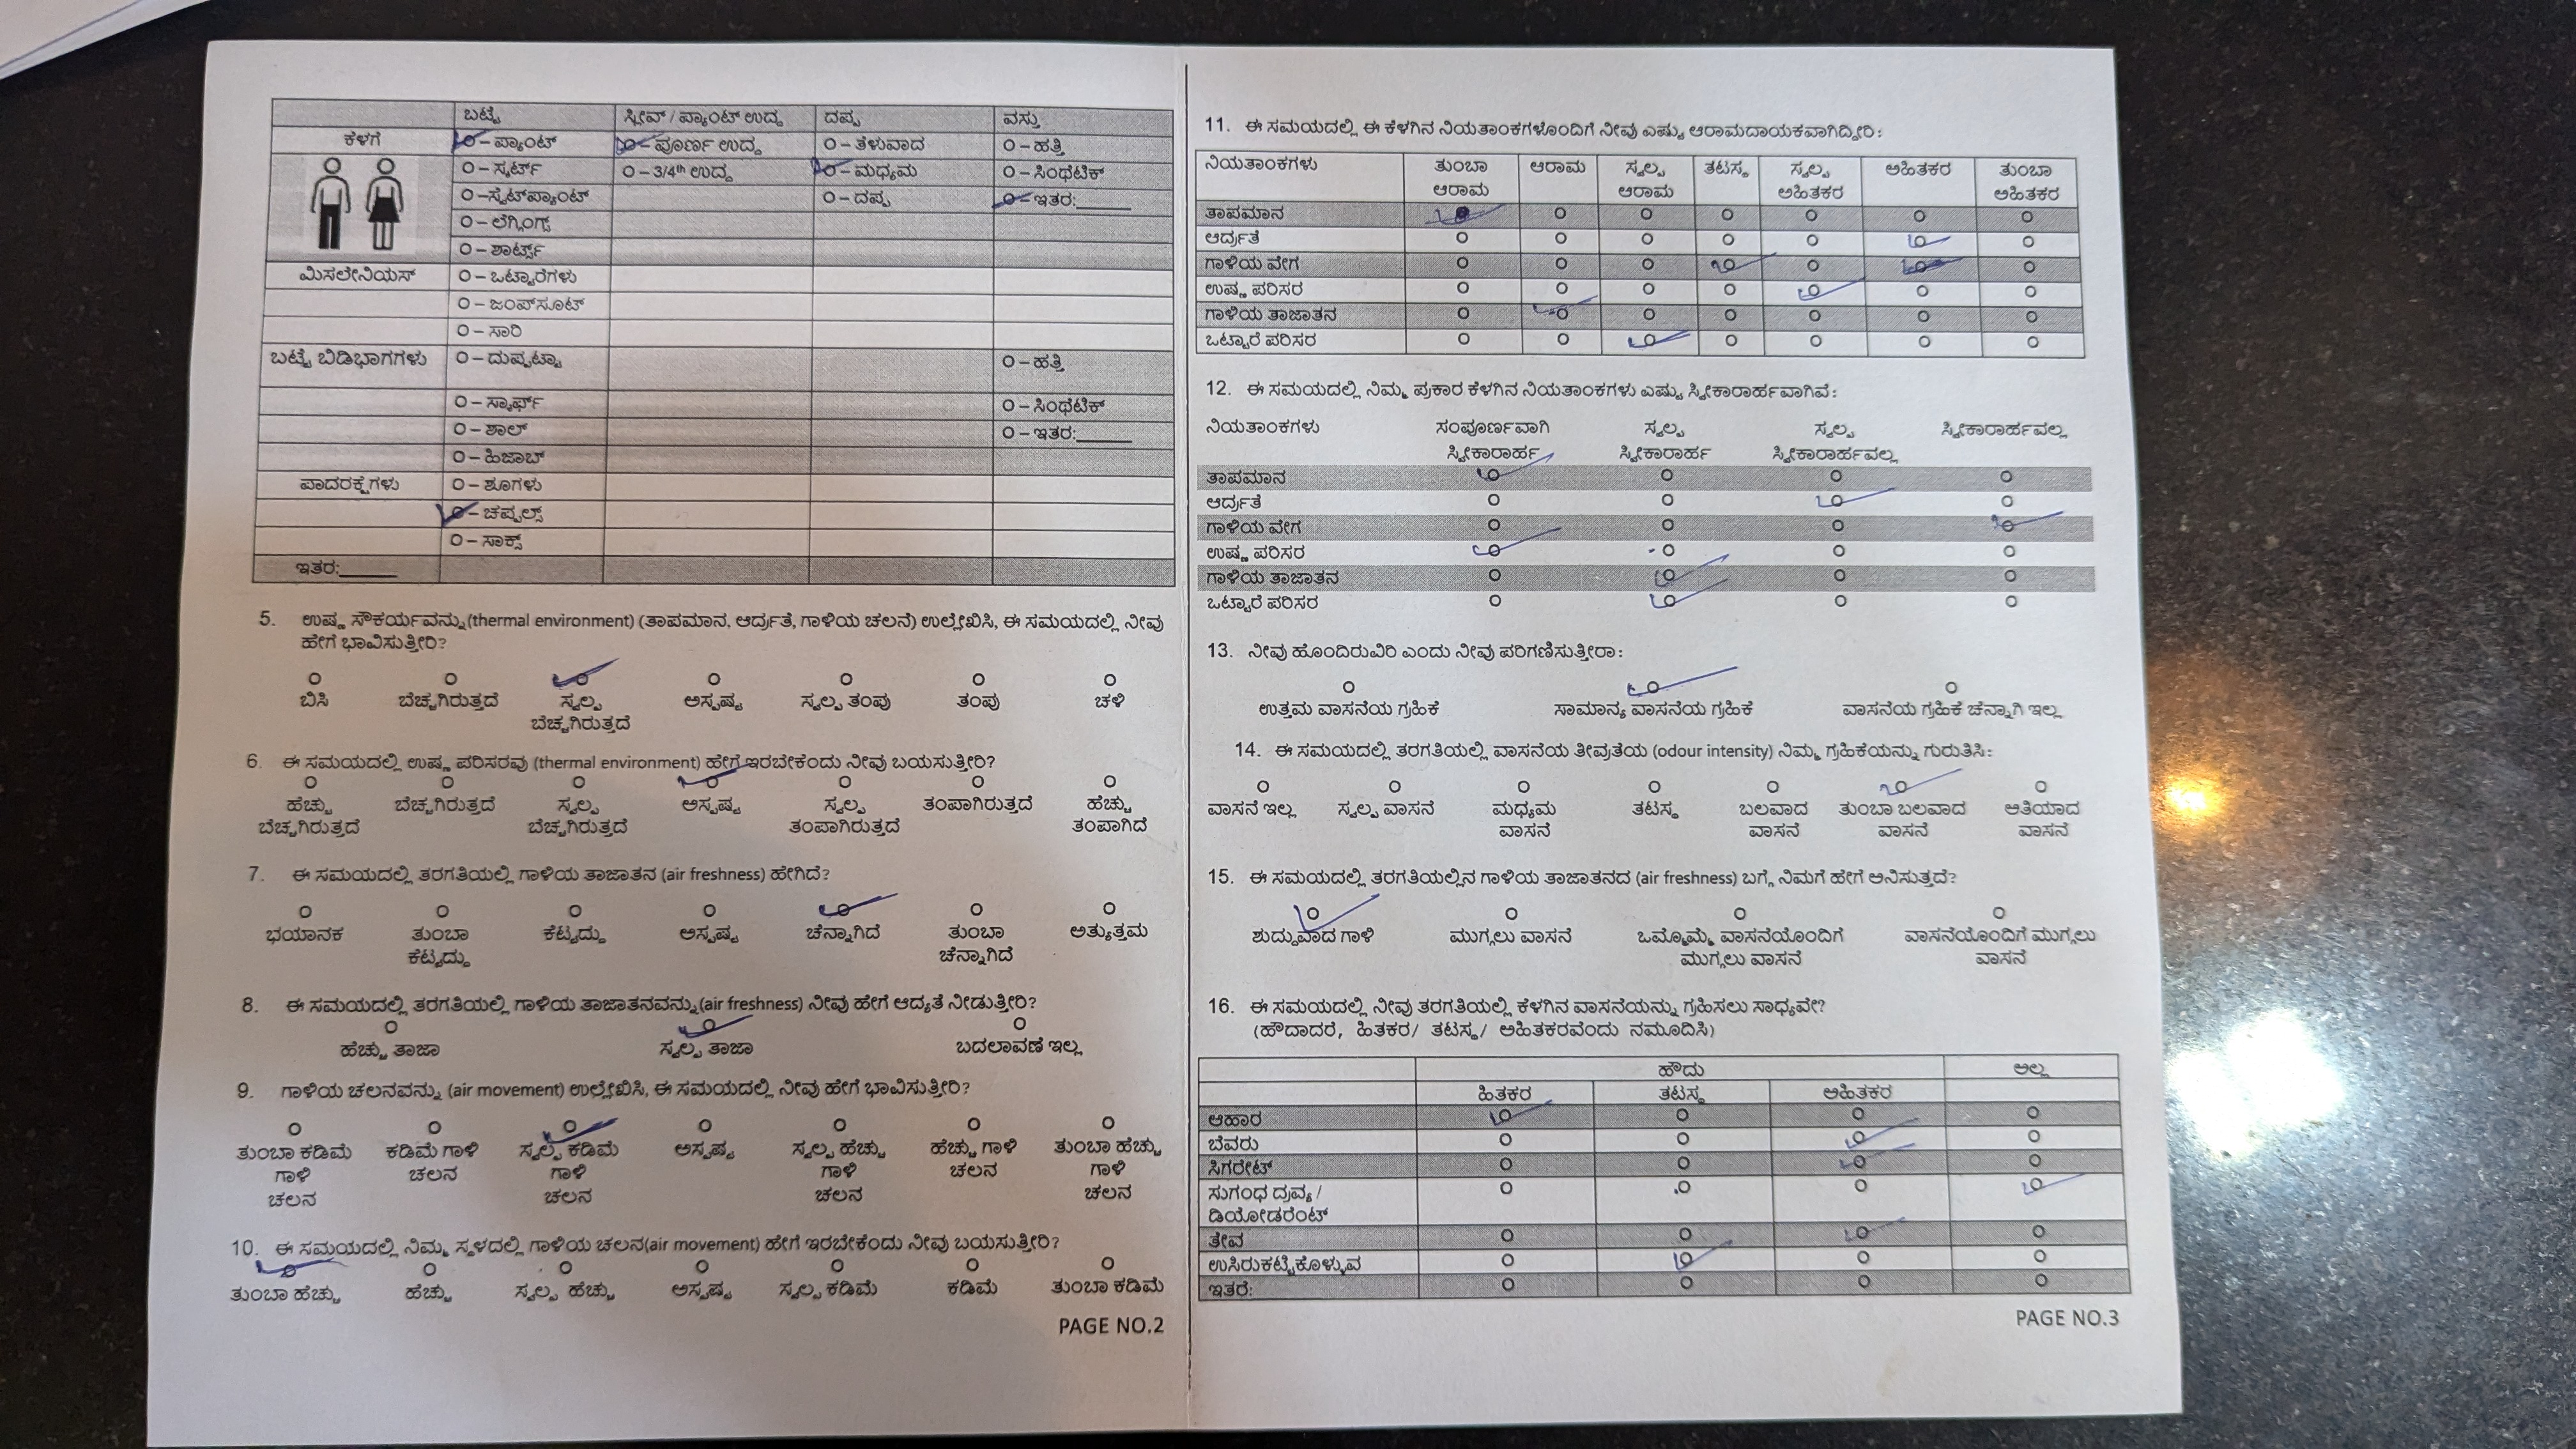 ಬಟ್ಟೆ ಸ್ಲೀವ್ / ಪ್ಯಾಂಟ್ ಉದ್ದ ದಪ್ಪ ವಸ್ತು
ಕೆಳಗೆ O – ಪ್ಯಾಂಟ್ O – ಪೂರ್ಣ ಉದ್ದ O – ತೆಳುವಾದ O – ಹತ್ತಿ
O – ಸ್ಕರ್ಟ್ O – 3/4th ಉದ್ದ O – ಮಧ್ಯಮ O – ಸಿಂಥೆಟಿಕ್
O – ಸ್ವೆಟ್‌ಪ್ಯಾಂಟ್ O – ದಪ್ಪ O – ಇತರ:______
O – ಲೆಗ್ಗಿಂಗ್ಸ್
O – ಶಾರ್ಟ್ಸ್
ಮಿಸಲೇನಿಯಸ್ O – ಒಟ್ಟಾರೆಗಳು
O – ಜಂಪ್‌ಸೂಟ್
O – ಸಾರಿ
ಬಟ್ಟೆ ಬಿಡಿಭಾಗಗಳು O – ದುಪ್ಪಟ್ಟಾ O – ಹತ್ತಿ
O – ಸ್ಕಾರ್ಫ್ O – ಸಿಂಥೆಟಿಕ್
O – ಶಾಲ್ O – ಇತರ:______
O – ಹಿಜಾಬ್
ಪಾದರಕ್ಷೆಗಳು O – ಶೂಗಳು
O – ಚಪ್ಪಲ್ಸ್
O – ಸಾಕ್ಸ್
ಇತರ:______
5. ಉಷ್ಣ ಸೌಕರ್ಯವನ್ನು (thermal environment) (ತಾಪಮಾನ, ಆರ್ದ್ರತೆ, ಗಾಳಿಯ ಚಲನೆ) ಉಲ್ಲೇಖಿಸಿ, ಈ ಸಮಯದಲ್ಲಿ ನೀವು
ಹೇಗೆ ಭಾವಿಸುತ್ತೀರಿ?
O O O O O O O
ಬಿಸಿ ಬೆಚ್ಚಗಿರುತ್ತದೆ ಸ್ವಲ್ಪ ಅಸ್ಪಷ್ಟ ಸ್ವಲ್ಪ ತಂಪು ತಂಪು ಚಳಿ
ಬೆಚ್ಚಗಿರುತ್ತದೆ
6. ಈ ಸಮಯದಲ್ಲಿ ಉಷ್ಣ ಪರಿಸರವು (thermal environment) ಹೇಗೆ ಇರಬೇಕೆಂದು ನೀವು ಬಯಸುತ್ತೀರಿ?
O O O O O O O
ಹೆಚ್ಚು ಬೆಚ್ಚಗಿರುತ್ತದೆ ಸ್ವಲ್ಪ ಅಸ್ಪಷ್ಟ ಸ್ವಲ್ಪ ತಂಪಾಗಿರುತ್ತದೆ ಹೆಚ್ಚು
ಬೆಚ್ಚಗಿರುತ್ತದೆ ಬೆಚ್ಚಗಿರುತ್ತದೆ ತಂಪಾಗಿರುತ್ತದೆ ತಂಪಾಗಿದೆ
7. ಈ ಸಮಯದಲ್ಲಿ ತರಗತಿಯಲ್ಲಿ ಗಾಳಿಯ ತಾಜಾತನ (air freshness) ಹೇಗಿದೆ?
O O O O O O O
ಭಯಾನಕ ತುಂಬಾ ಕೆಟ್ಟದ್ದು ಅಸ್ಪಷ್ಟ ಚೆನ್ನಾಗಿದೆ ತುಂಬಾ ಅತ್ಯುತ್ತಮ
ಕೆಟ್ಟದ್ದು ಚೆನ್ನಾಗಿದೆ
8. ಈ ಸಮಯದಲ್ಲಿ ತರಗತಿಯಲ್ಲಿ ಗಾಳಿಯ ತಾಜಾತನವನ್ನು (air freshness) ನೀವು ಹೇಗೆ ಆದ್ಯತೆ ನೀಡುತ್ತೀರಿ?
O O O
ಹೆಚ್ಚು ತಾಜಾ ಸ್ವಲ್ಪ ತಾಜಾ ಬದಲಾವಣೆ ಇಲ್ಲ
9. ಗಾಳಿಯ ಚಲನವನ್ನು (air movement) ಉಲ್ಲೇಖಿಸಿ, ಈ ಸಮಯದಲ್ಲಿ ನೀವು ಹೇಗೆ ಭಾವಿಸುತ್ತೀರಿ?
O O O O O O O
ತುಂಬಾ ಕಡಿಮೆ ಕಡಿಮೆ ಗಾಳಿ ಸ್ವಲ್ಪ ಕಡಿಮೆ ಅಸ್ಪಷ್ಟ ಸ್ವಲ್ಪ ಹೆಚ್ಚು ಹೆಚ್ಚು ಗಾಳಿ ತುಂಬಾ ಹೆಚ್ಚು
ಗಾಳಿ ಚಲನ ಗಾಳಿ ಗಾಳಿ ಚಲನ ಗಾಳಿ
ಚಲನ ಚಲನ ಚಲನ ಚಲನ
10. ಈ ಸಮಯದಲ್ಲಿ ನಿಮ್ಮ ಸ್ಥಳದಲ್ಲಿ ಗಾಳಿಯ ಚಲನ(air movement) ಹೇಗೆ ಇರಬೇಕೆಂದು ನೀವು ಬಯಸುತ್ತೀರಿ?
O O O O O O O
ತುಂಬಾ ಹೆಚ್ಚು ಹೆಚ್ಚು ಸ್ವಲ್ಪ ಹೆಚ್ಚು ಅಸ್ಪಷ್ಟ ಸ್ವಲ್ಪ ಕಡಿಮೆ ಕಡಿಮೆ ತುಂಬಾ ಕಡಿಮೆ
PAGE NO.2
11. ಈ ಸಮಯದಲ್ಲಿ ಈ ಕೆಳಗಿನ ನಿಯತಾಂಕಗಳೊಂದಿಗೆ ನೀವು ಎಷ್ಟು ಆರಾಮದಾಯಕವಾಗಿದ್ದೀರಿ:
ನಿಯತಾಂಕಗಳು ತುಂಬಾ ಆರಾಮ ಸ್ವಲ್ಪ ತಟಸ್ಥ ಸ್ವಲ್ಪ ಅಹಿತಕರ ತುಂಬಾ
ಆರಾಮ ಆರಾಮ ಅಹಿತಕರ ಅಹಿತಕರ
ತಾಪಮಾನ O O O O O O O
ಆರ್ದ್ರತೆ O O O O O O O
ಗಾಳಿಯ ವೇಗ O O O O O O O
ಉಷ್ಣ ಪರಿಸರ O O O O O O O
ಗಾಳಿಯ ತಾಜಾತನ O O O O O O O
ಒಟ್ಟಾರೆ ಪರಿಸರ O O O O O O O
12. ಈ ಸಮಯದಲ್ಲಿ ನಿಮ್ಮ ಪ್ರಕಾರ ಕೆಳಗಿನ ನಿಯತಾಂಕಗಳು ಎಷ್ಟು ಸ್ವೀಕಾರಾರ್ಹವಾಗಿವೆ:
ನಿಯತಾಂಕಗಳು ಸಂಪೂರ್ಣವಾಗಿ ಸ್ವಲ್ಪ ಸ್ವಲ್ಪ ಸ್ವೀಕಾರಾರ್ಹವಲ್ಲ
ಸ್ವೀಕಾರಾರ್ಹ ಸ್ವೀಕಾರಾರ್ಹ ಸ್ವೀಕಾರಾರ್ಹವಲ್ಲ
ತಾಪಮಾನ O O O O
ಆರ್ದ್ರತೆ O O O O
ಗಾಳಿಯ ವೇಗ O O O O
ಉಷ್ಣ ಪರಿಸರ O O O O
ಗಾಳಿಯ ತಾಜಾತನ O O O O
ಒಟ್ಟಾರೆ ಪರಿಸರ O O O O
13. ನೀವು ಹೊಂದಿರುವಿರಿ ಎಂದು ನೀವು ಪರಿಗಣಿಸುತ್ತೀರಾ:
O O O
ಉತ್ತಮ ವಾಸನೆಯ ಗ್ರಹಿಕೆ ಸಾಮಾನ್ಯ ವಾಸನೆಯ ಗ್ರಹಿಕೆ ವಾಸನೆಯ ಗ್ರಹಿಕೆ ಚೆನ್ನಾಗಿ ಇಲ್ಲ
14. ಈ ಸಮಯದಲ್ಲಿ ತರಗತಿಯಲ್ಲಿ ವಾಸನೆಯ ತೀವ್ರತೆಯ (odour intensity) ನಿಮ್ಮ ಗ್ರಹಿಕೆಯನ್ನು ಗುರುತಿಸಿ:
O O O O O O O
ವಾಸನೆ ಇಲ್ಲ ಸ್ವಲ್ಪ ವಾಸನೆ ಮಧ್ಯಮ ತಟಸ್ಥ ಬಲವಾದ ತುಂಬಾ ಬಲವಾದ ಅತಿಯಾದ
ವಾಸನೆ ವಾಸನೆ ವಾಸನೆ ವಾಸನೆ
15. ಈ ಸಮಯದಲ್ಲಿ ತರಗತಿಯಲ್ಲಿನ ಗಾಳಿಯ ತಾಜಾತನದ (air freshness) ಬಗ್ಗೆ ನಿಮಗೆ ಹೇಗೆ ಅನಿಸುತ್ತದೆ?
O O O O
ಶುದ್ಧುವಾದ ಗಾಳಿ ಮುಗ್ಗಲು ವಾಸನೆ ಒಮ್ಮೊಮ್ಮೆ ವಾಸನೆಯೊಂದಿಗೆ ವಾಸನೆಯೊಂದಿಗೆ ಮುಗ್ಗಲು
ಮುಗ್ಗಲು ವಾಸನೆ ವಾಸನೆ
16. ಈ ಸಮಯದಲ್ಲಿ ನೀವು ತರಗತಿಯಲ್ಲಿ ಕೆಳಗಿನ ವಾಸನೆಯನ್ನು ಗ್ರಹಿಸಲು ಸಾಧ್ಯವೇ?
(ಹೌದಾದರೆ, ಹಿತಕರ/ ತಟಸ್ಥ/ ಅಹಿತಕರವೆಂದು ನಮೂದಿಸಿ)
ಹೌದು ಅಲ್ಲ
ಹಿತಕರ ತಟಸ್ಥ ಅಹಿತಕರ
ಆಹಾರ O O O O
ಬೆವರು O O O O
ಸಿಗರೇಟ್ O O O O
ಸುಗಂಧ ದ್ರವ್ಯ / O O O O
ಡಿಯೋಡರೆಂಟ್
ತೇವ O O O O
ಉಸಿರುಕಟ್ಟಿಕೊಳ್ಳುವ O O O O
ಇತರೆ: O O O O
PAGE NO.3